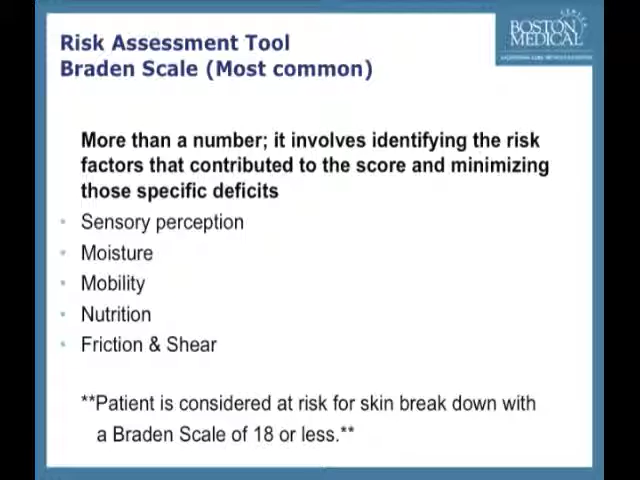 Risk Assessment Tool
Braden Scale (Most common)
BOSTON
MEDICAL
CENTER
More than a number; it involves identifying the risk
factors that contributed to the score and minimizing
those specific deficits
• Sensory perception
• Moisture
• Mobility
• Nutrition
• Friction & Shear
**Patient is considered at risk for skin break down with
a Braden Scale of 18 or less.**